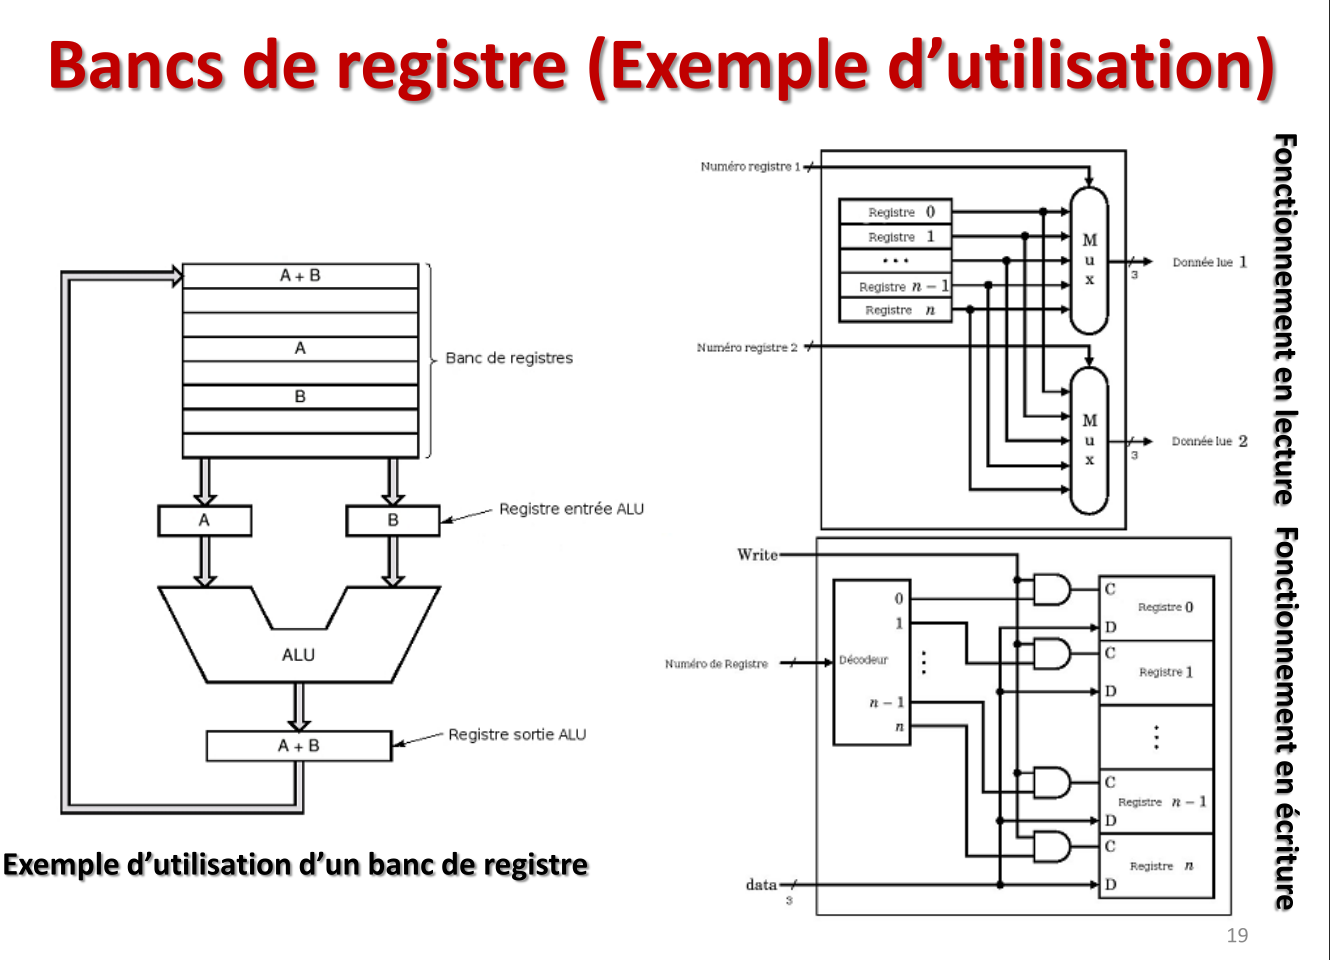 Bancs de registre (Exemple d'utilisation)
A + B
A
B
Banc de registres
A
B
Registre entrée ALU
ALU
A + B
Registre sortie ALU
Exemple d'utilisation d'un banc de registre
Numéro registre 1
Registre 0
Registre 1
...
Registre n − 1
Registre n
Mux
3
Donnée lue 1
Numéro registre 2
Mux
3
Donnée lue 2
Fonctionnement en lecture
Write
0
1
Numéro de Registre
Décodeur
⋮
n − 1
n
data
3
C
Registre 0
D
C
Registre 1
D
⋮
C
Registre n − 1
D
C
Registre n
D
Fonctionnement en écriture
19